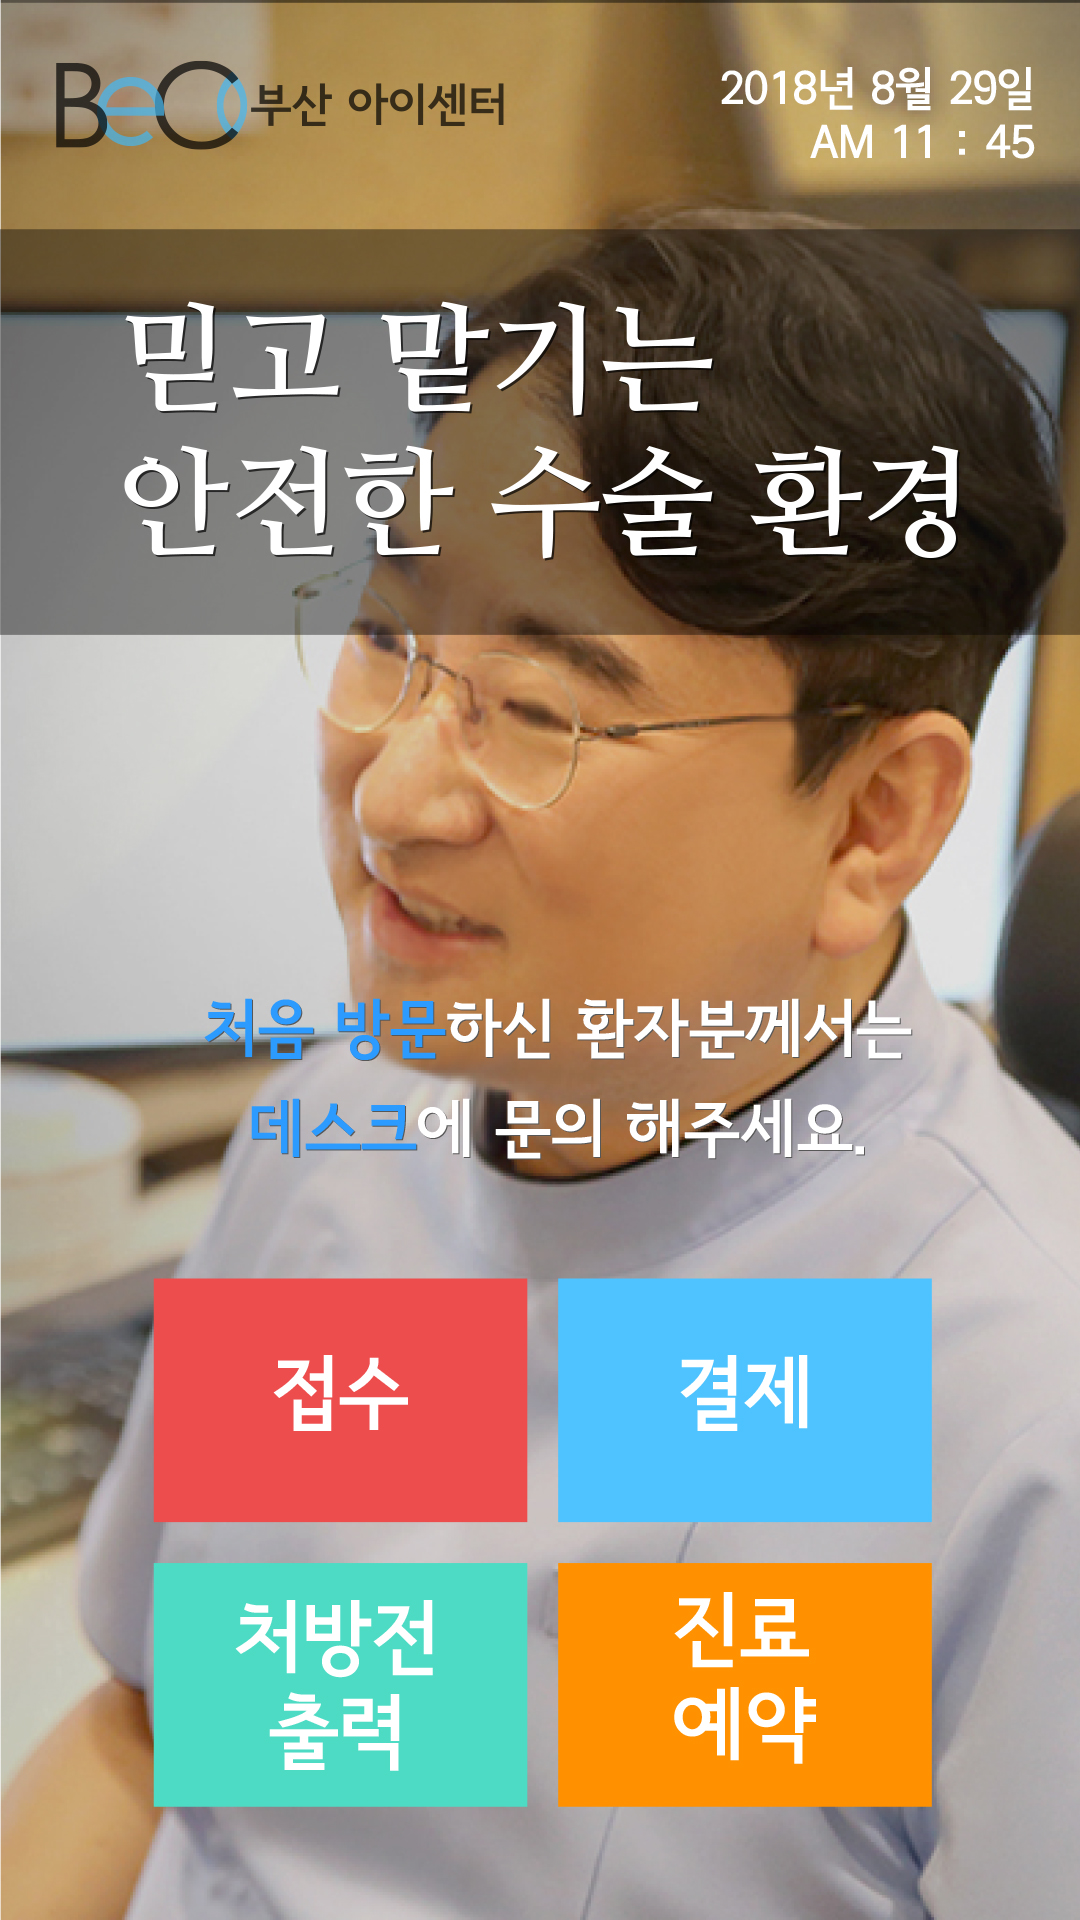 BeC 부산 아이센터
2018년 8월 29일
AM 11 : 45
믿고 맡기는
안전한 수술 환경
처음 방문하신 환자분께서는
데스크에 문의 해주세요.
접수
결제
처방전
출력
진료
예약